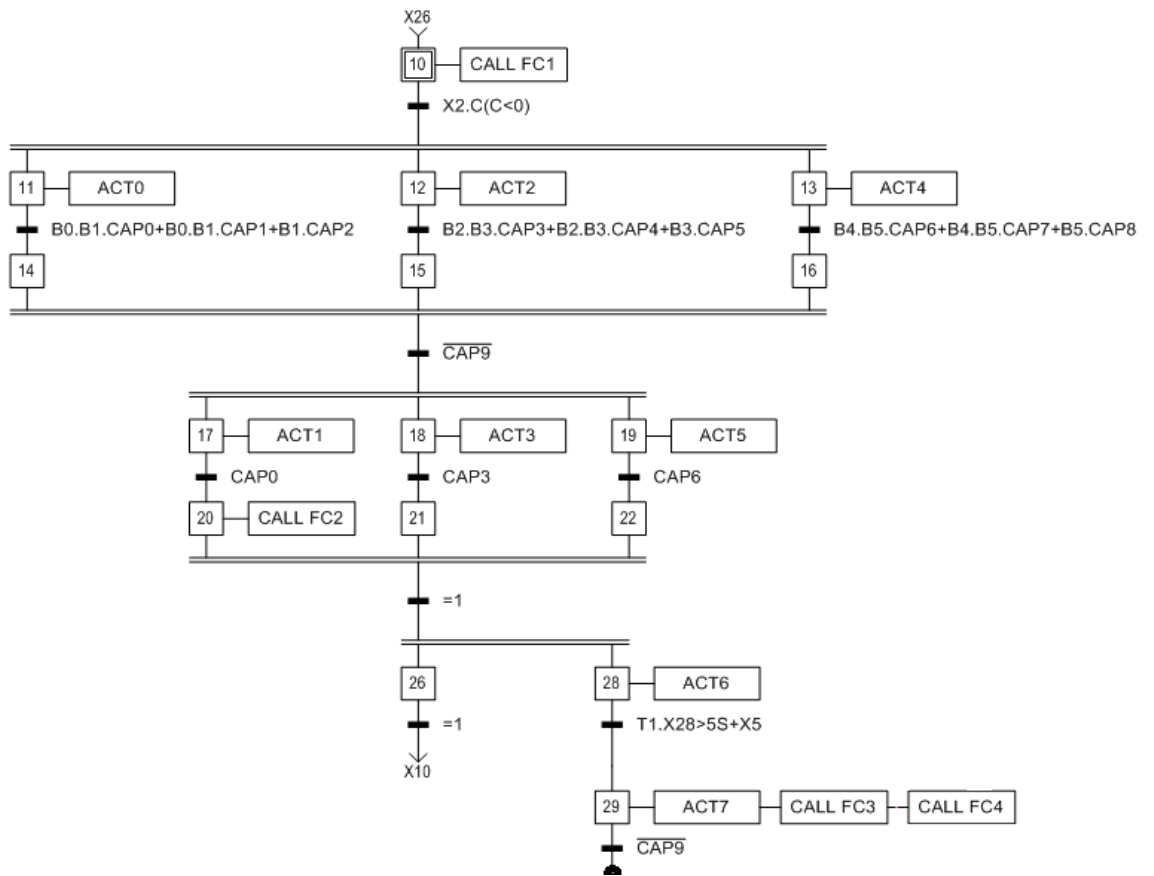 X26
10 CALL FC1
X2.C(C<0)
11 ACT0 12 ACT2 13 ACT4
B0.B1.CAP0+B0.B1.CAP1+B1.CAP2 B2.B3.CAP3+B2.B3.CAP4+B3.CAP5 B4.B5.CAP6+B4.B5.CAP7+B5.CAP8
14 15 16
CAP9
17 ACT1 18 ACT3 19 ACT5
CAP0 CAP3 CAP6
20 CALL FC2 21 22
=1
26 28 ACT6
=1 T1.X28>5S+X5
X10
29 ACT7 CALL FC3 CALL FC4
CAP9